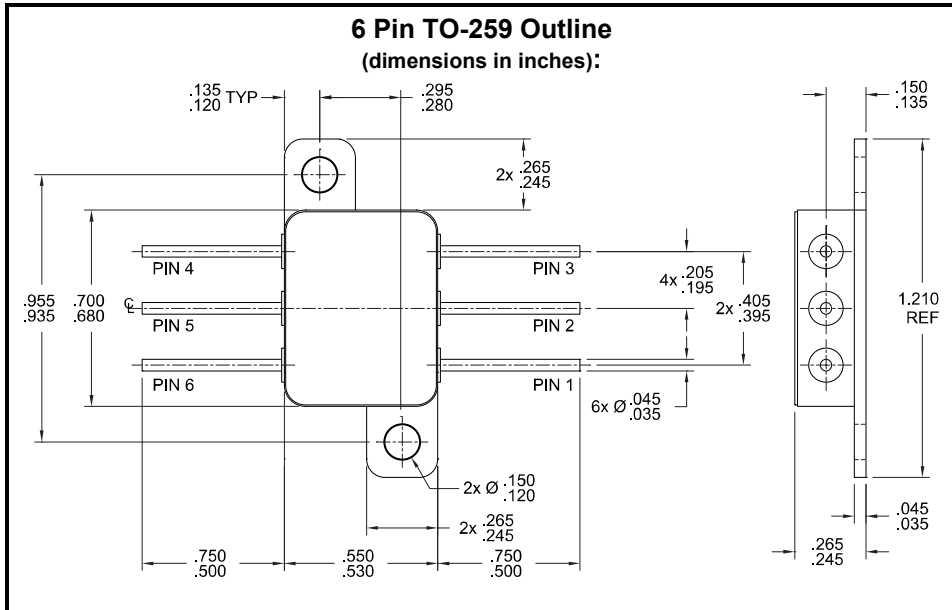 6 Pin TO-259 Outline
(dimensions in inches):
.135
.120 TYP
.295
.280
.150
.135
2x .265
.245
PIN 4
PIN 3
4x .205
.195
2x .405
.395
.955
.935
.700
.680
CL
PIN 5
PIN 2
1.210
REF
PIN 6
PIN 1
6x Ø .045
.035
2x Ø .150
.120
2x .265
.245
.045
.035
.750
.500
.550
.530
.750
.500
.265
.245